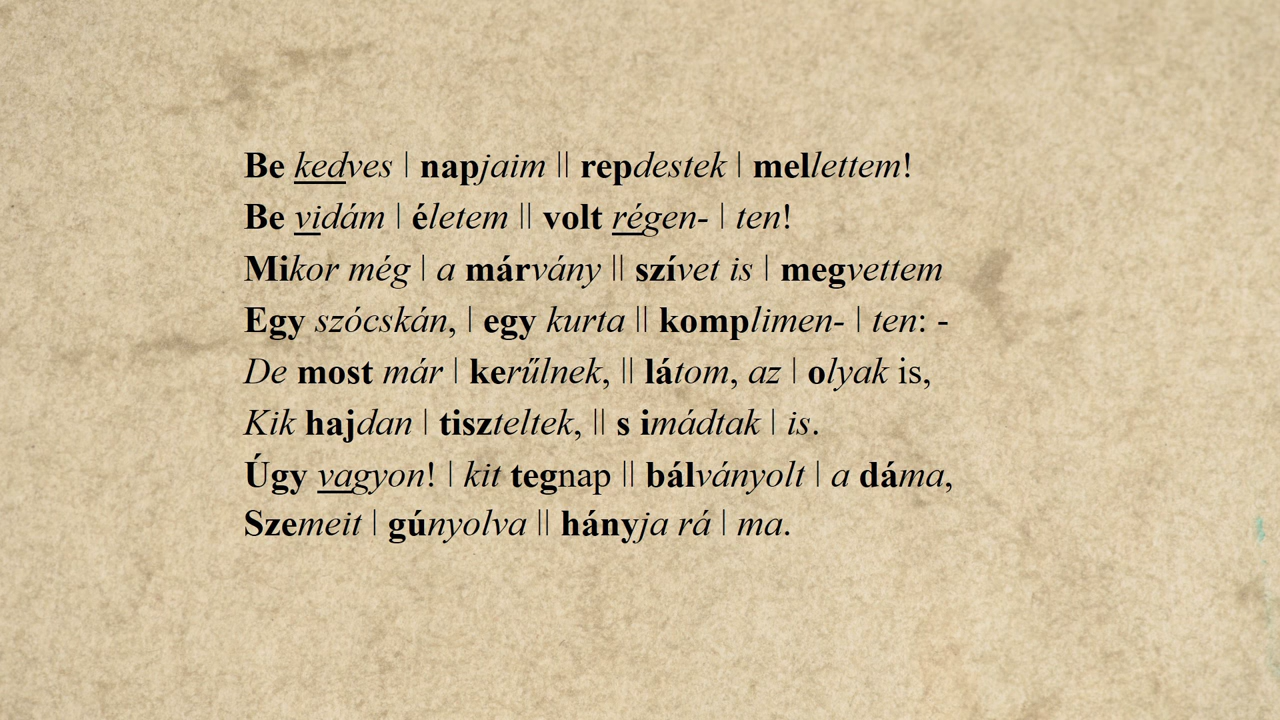 Be kedves | napjaim || repdestek | mellettem!
Be vidám | életem || volt régen- | ten!
Mikor még | a márvány || szívet is | megvettem
Egy szócskán, | egy kurta || komplimen- | ten: -
De most már | kerűlnek, || látom, az | olyak is,
Kik hajdan | tiszteltek, || s imádtak | is.
Úgy vagyon! | kit tegnap || bálványolt | a dáma,
Szemeit | gúnyolva || hányja rá | ma.